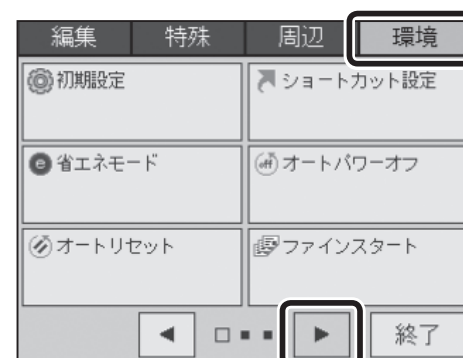 編集 特殊 周辺 環境
初期設定 ショートカット設定
省エネモード オートパワーオフ
オートリセット ファインスタート
終了